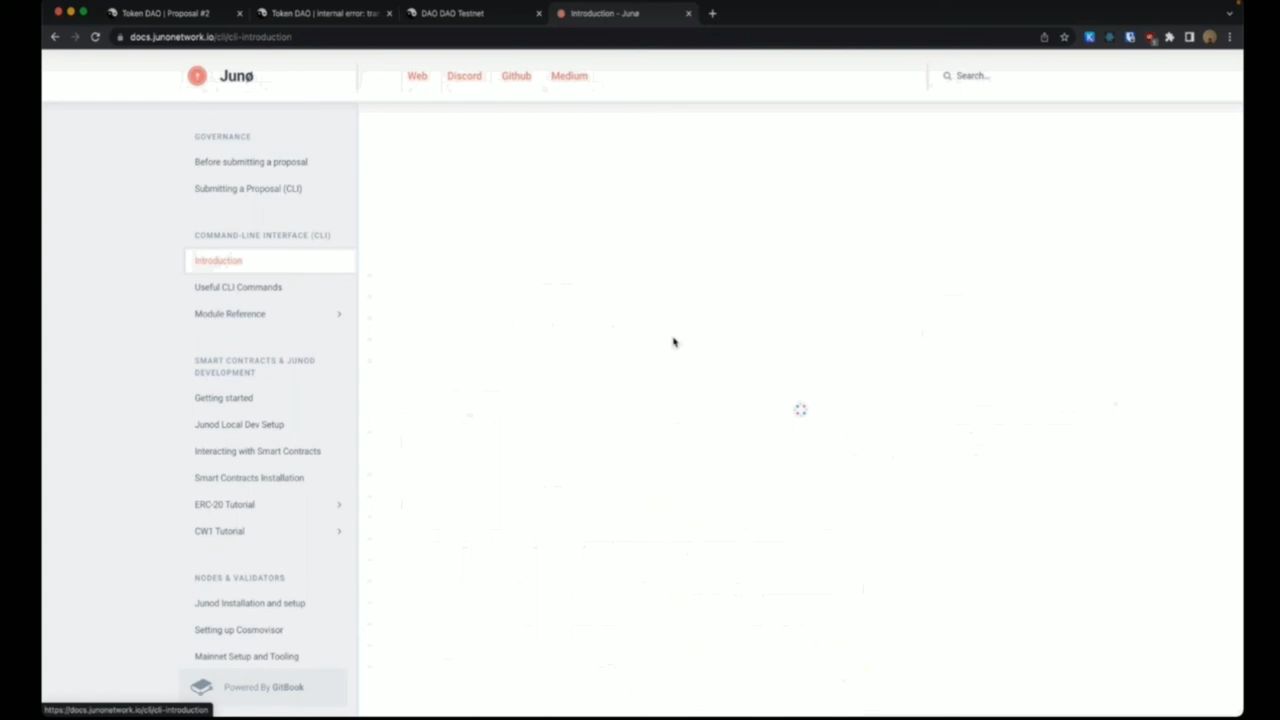 Token DAO | Proposal #2
Token DAO | Internal error: tra
DAO DAO Testnet
Introduction - Junø
docs.junonetwork.io/cli/cli-introduction
Junø
Web
Discord
Github
Medium
Search...
GOVERNANCE
Before submitting a proposal
Submitting a Proposal (CLI)
COMMAND-LINE INTERFACE (CLI)
Introduction
Useful CLI Commands
Module Reference
SMART CONTRACTS & JUNOD
DEVELOPMENT
Getting started
Junod Local Dev Setup
Interacting with Smart Contracts
Smart Contracts Installation
ERC-20 Tutorial
CW1 Tutorial
NODES & VALIDATORS
Junod Installation and setup
Setting up Cosmovisor
Mainnet Setup and Tooling
Powered By GitBook
https://docs.junonetwork.io/cli/cli-introduction